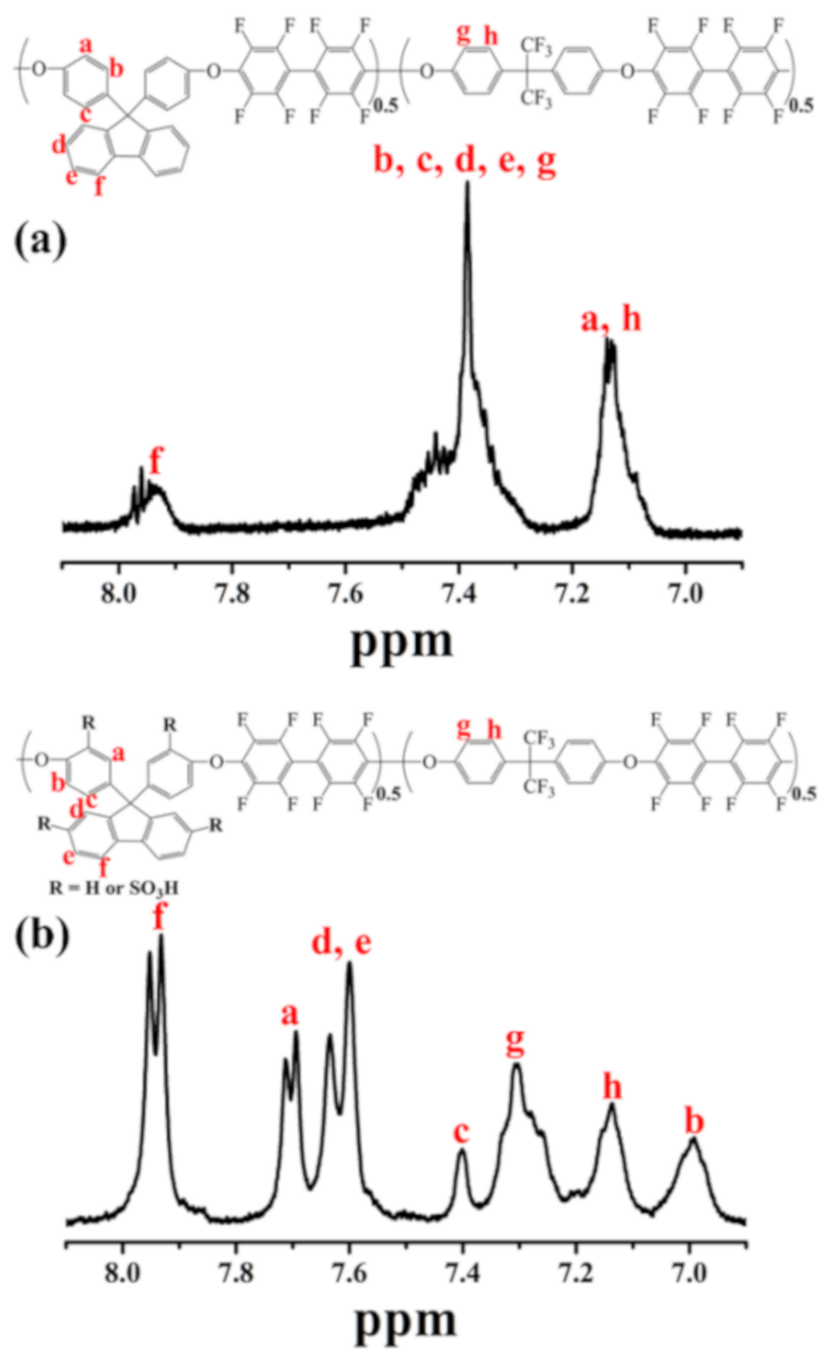 F F F F F F F F
a g h CF3
O b O O O
0.5 0.5
c CF3
F F F F F F F F
d
e f
b, c, d, e, g
(a)
a, h
f
8.0 7.8 7.6 7.4 7.2 7.0
ppm
R R F F F F F F F F
a g h CF3
O O O O
b 0.5 0.5
c CF3
d F F F F F F F F
R R
e f
R = H or SO3H
f
(b)
d, e
a
g
h
c b
8.0 7.8 7.6 7.4 7.2 7.0
ppm